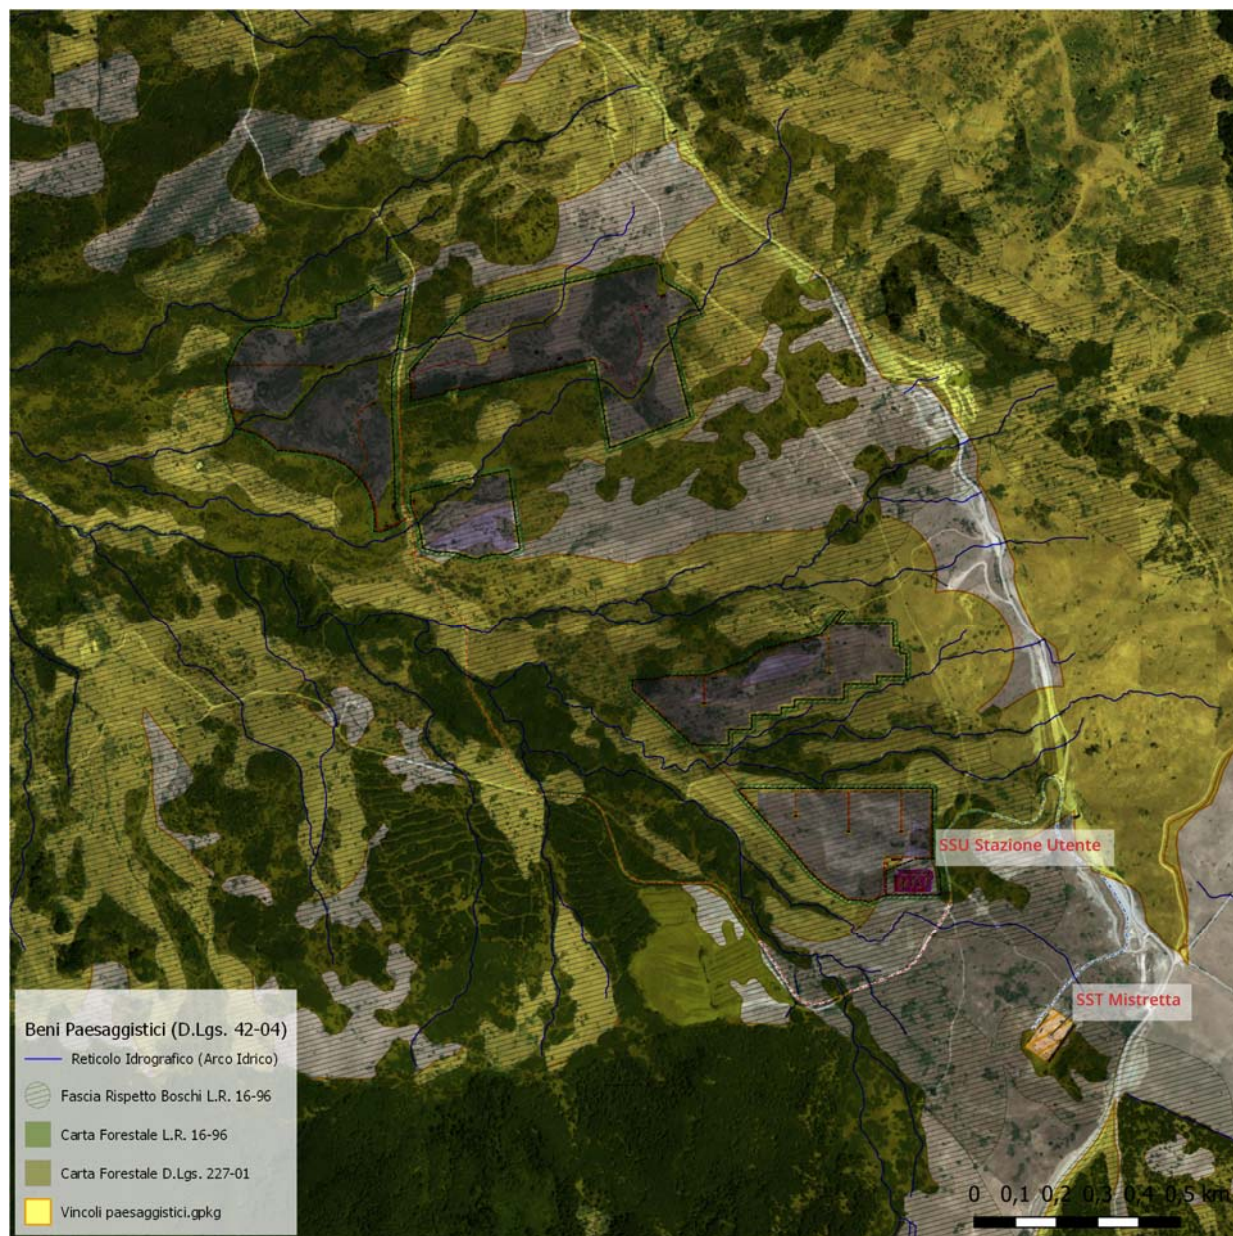 SSU Stazione Utente
SST Mistretta
Beni Paesaggistici (D.Lgs. 42-04)
Reticolo Idrografico (Arco Idrico)
Fascia Rispetto Boschi L.R. 16-96
Carta Forestale L.R. 16-96
Carta Forestale D.Lgs. 227-01
Vincoli paesaggistici.gpkg
0 0,1 0,2 0,3 0,4 0,5 km